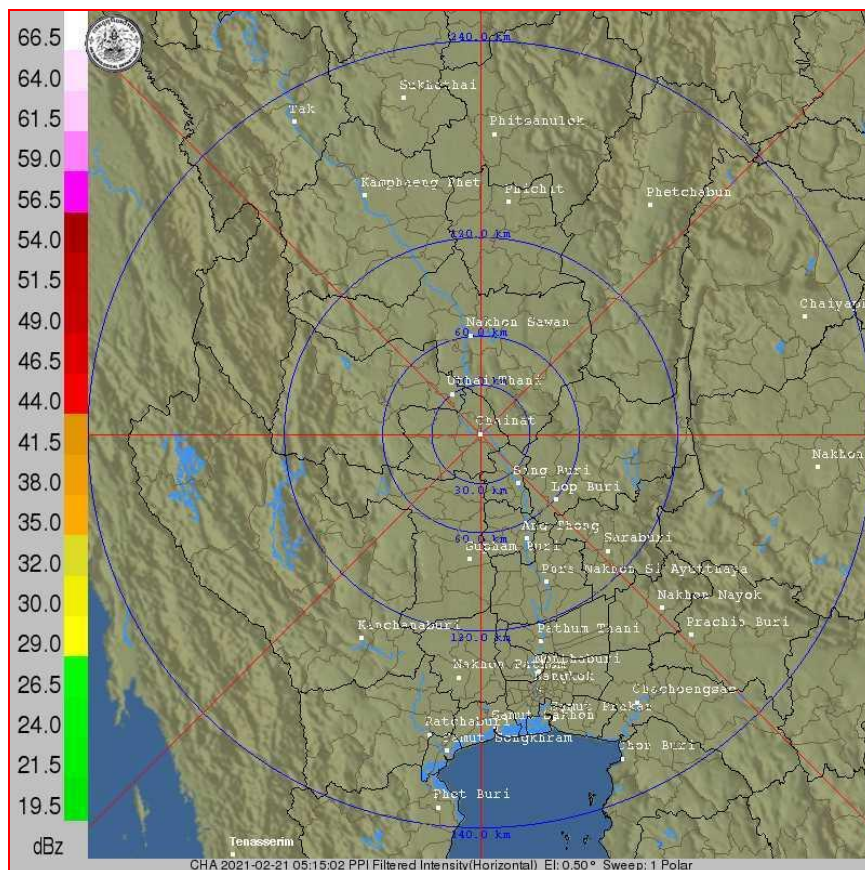 66.5
64.0
61.5
59.0
56.5
54.0
51.5
49.0
46.5
44.0
41.5
38.0
35.0
32.0
30.0
29.0
26.5
24.0
21.5
19.5
dBz
240.0 km
Sukhothai
Tak
Phitsanulok
Kamphaeng Phet
Phichit
Phetchabun
120.0 km
Chaiyaph
Nakhon Sawan
60.0 km
Uthai Thani
Chainat
Nakhon
Sing Buri
30.0 km
Lop Buri
Ang Thong
60.0 km
Supham Buri
Saraburi
Pora Nakhon Si Ayutthaya
Nakhon Nayok
Kanchanaburi
120.0 km
Pathum Thani
Prachin Buri
Nonthaburi
Nakhon Pathom
Bangkok
Chachoengsao
Samut Prakan
Samut Sakhon
Ratchaburi
Samut Songkhram
Chon Buri
Phet Buri
240.0 km
Tenasserim
CHA 2021-02-21 05:15:02 PPI Filtered Intensity(Horizontal) El: 0.50° Sweep: 1 Polar